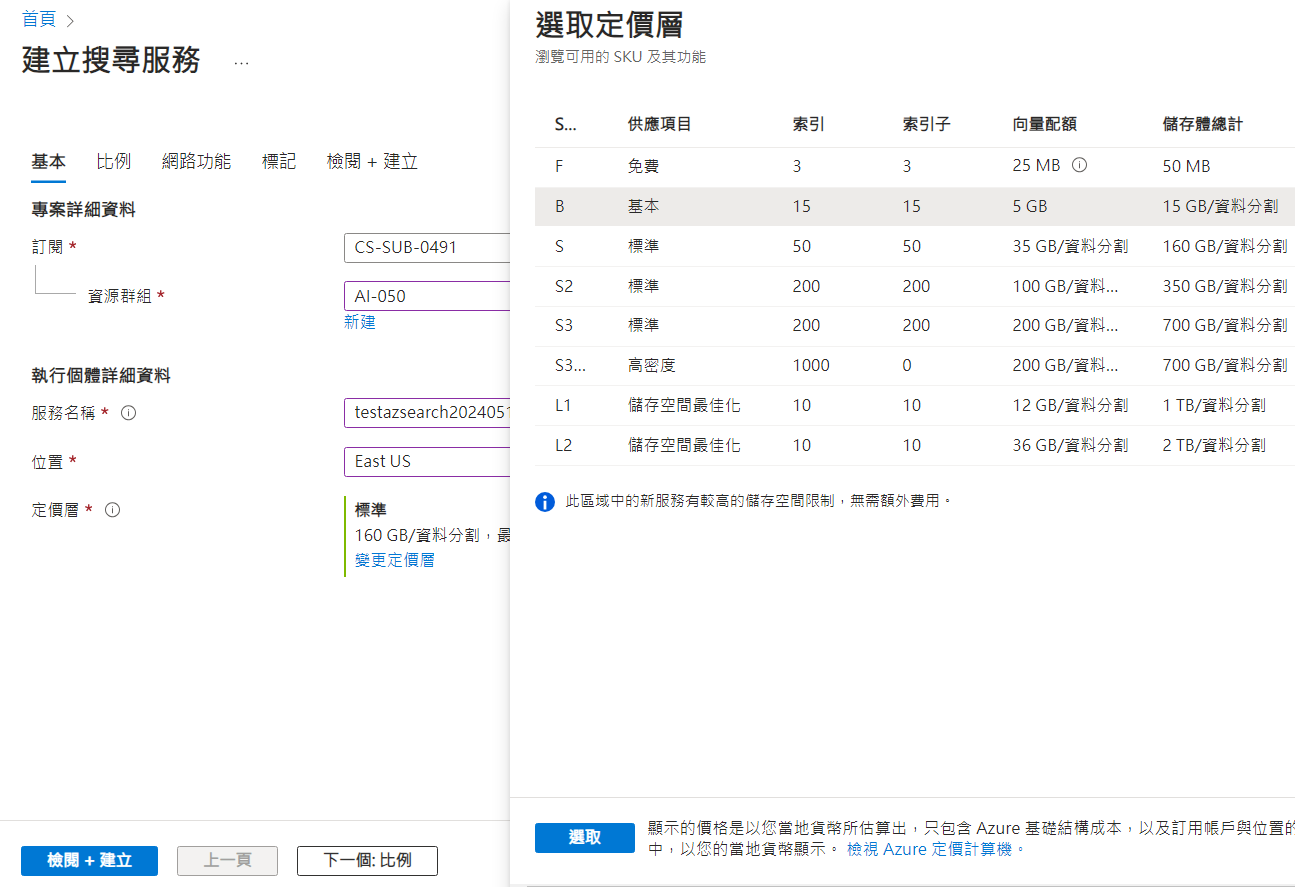 首頁
建立搜尋服務 ...
基本 比例 網路功能 標記 檢閱 + 建立
專案詳細資料
訂閱 * CS-SUB-0491
資源群組 * AI-050
新建
執行個體詳細資料
服務名稱 * testazsearch2024051
位置 * East US
定價層 * 標準
160 GB/資料分割，最
變更定價層
檢閱 + 建立 上一頁 下一個: 比例
選取定價層
瀏覽可用的 SKU 及其功能
S... 供應項目 索引 索引子 向量配額 儲存體總計
F 免費 3 3 25 MB 50 MB
B 基本 15 15 5 GB 15 GB/資料分割
S 標準 50 50 35 GB/資料分割 160 GB/資料分割
S2 標準 200 200 100 GB/資料... 350 GB/資料分割
S3 標準 200 200 200 GB/資料... 700 GB/資料分割
S3... 高密度 1000 0 200 GB/資料... 700 GB/資料分割
L1 儲存空間最佳化 10 10 12 GB/資料分割 1 TB/資料分割
L2 儲存空間最佳化 10 10 36 GB/資料分割 2 TB/資料分割
此區域中的新服務有較高的儲存空間限制，無需額外費用。
選取
顯示的價格是以您當地貨幣所估算出，只包含 Azure 基礎結構成本，以及訂用帳戶與位置的
中，以您的當地貨幣顯示。 檢視 Azure 定價計算機。